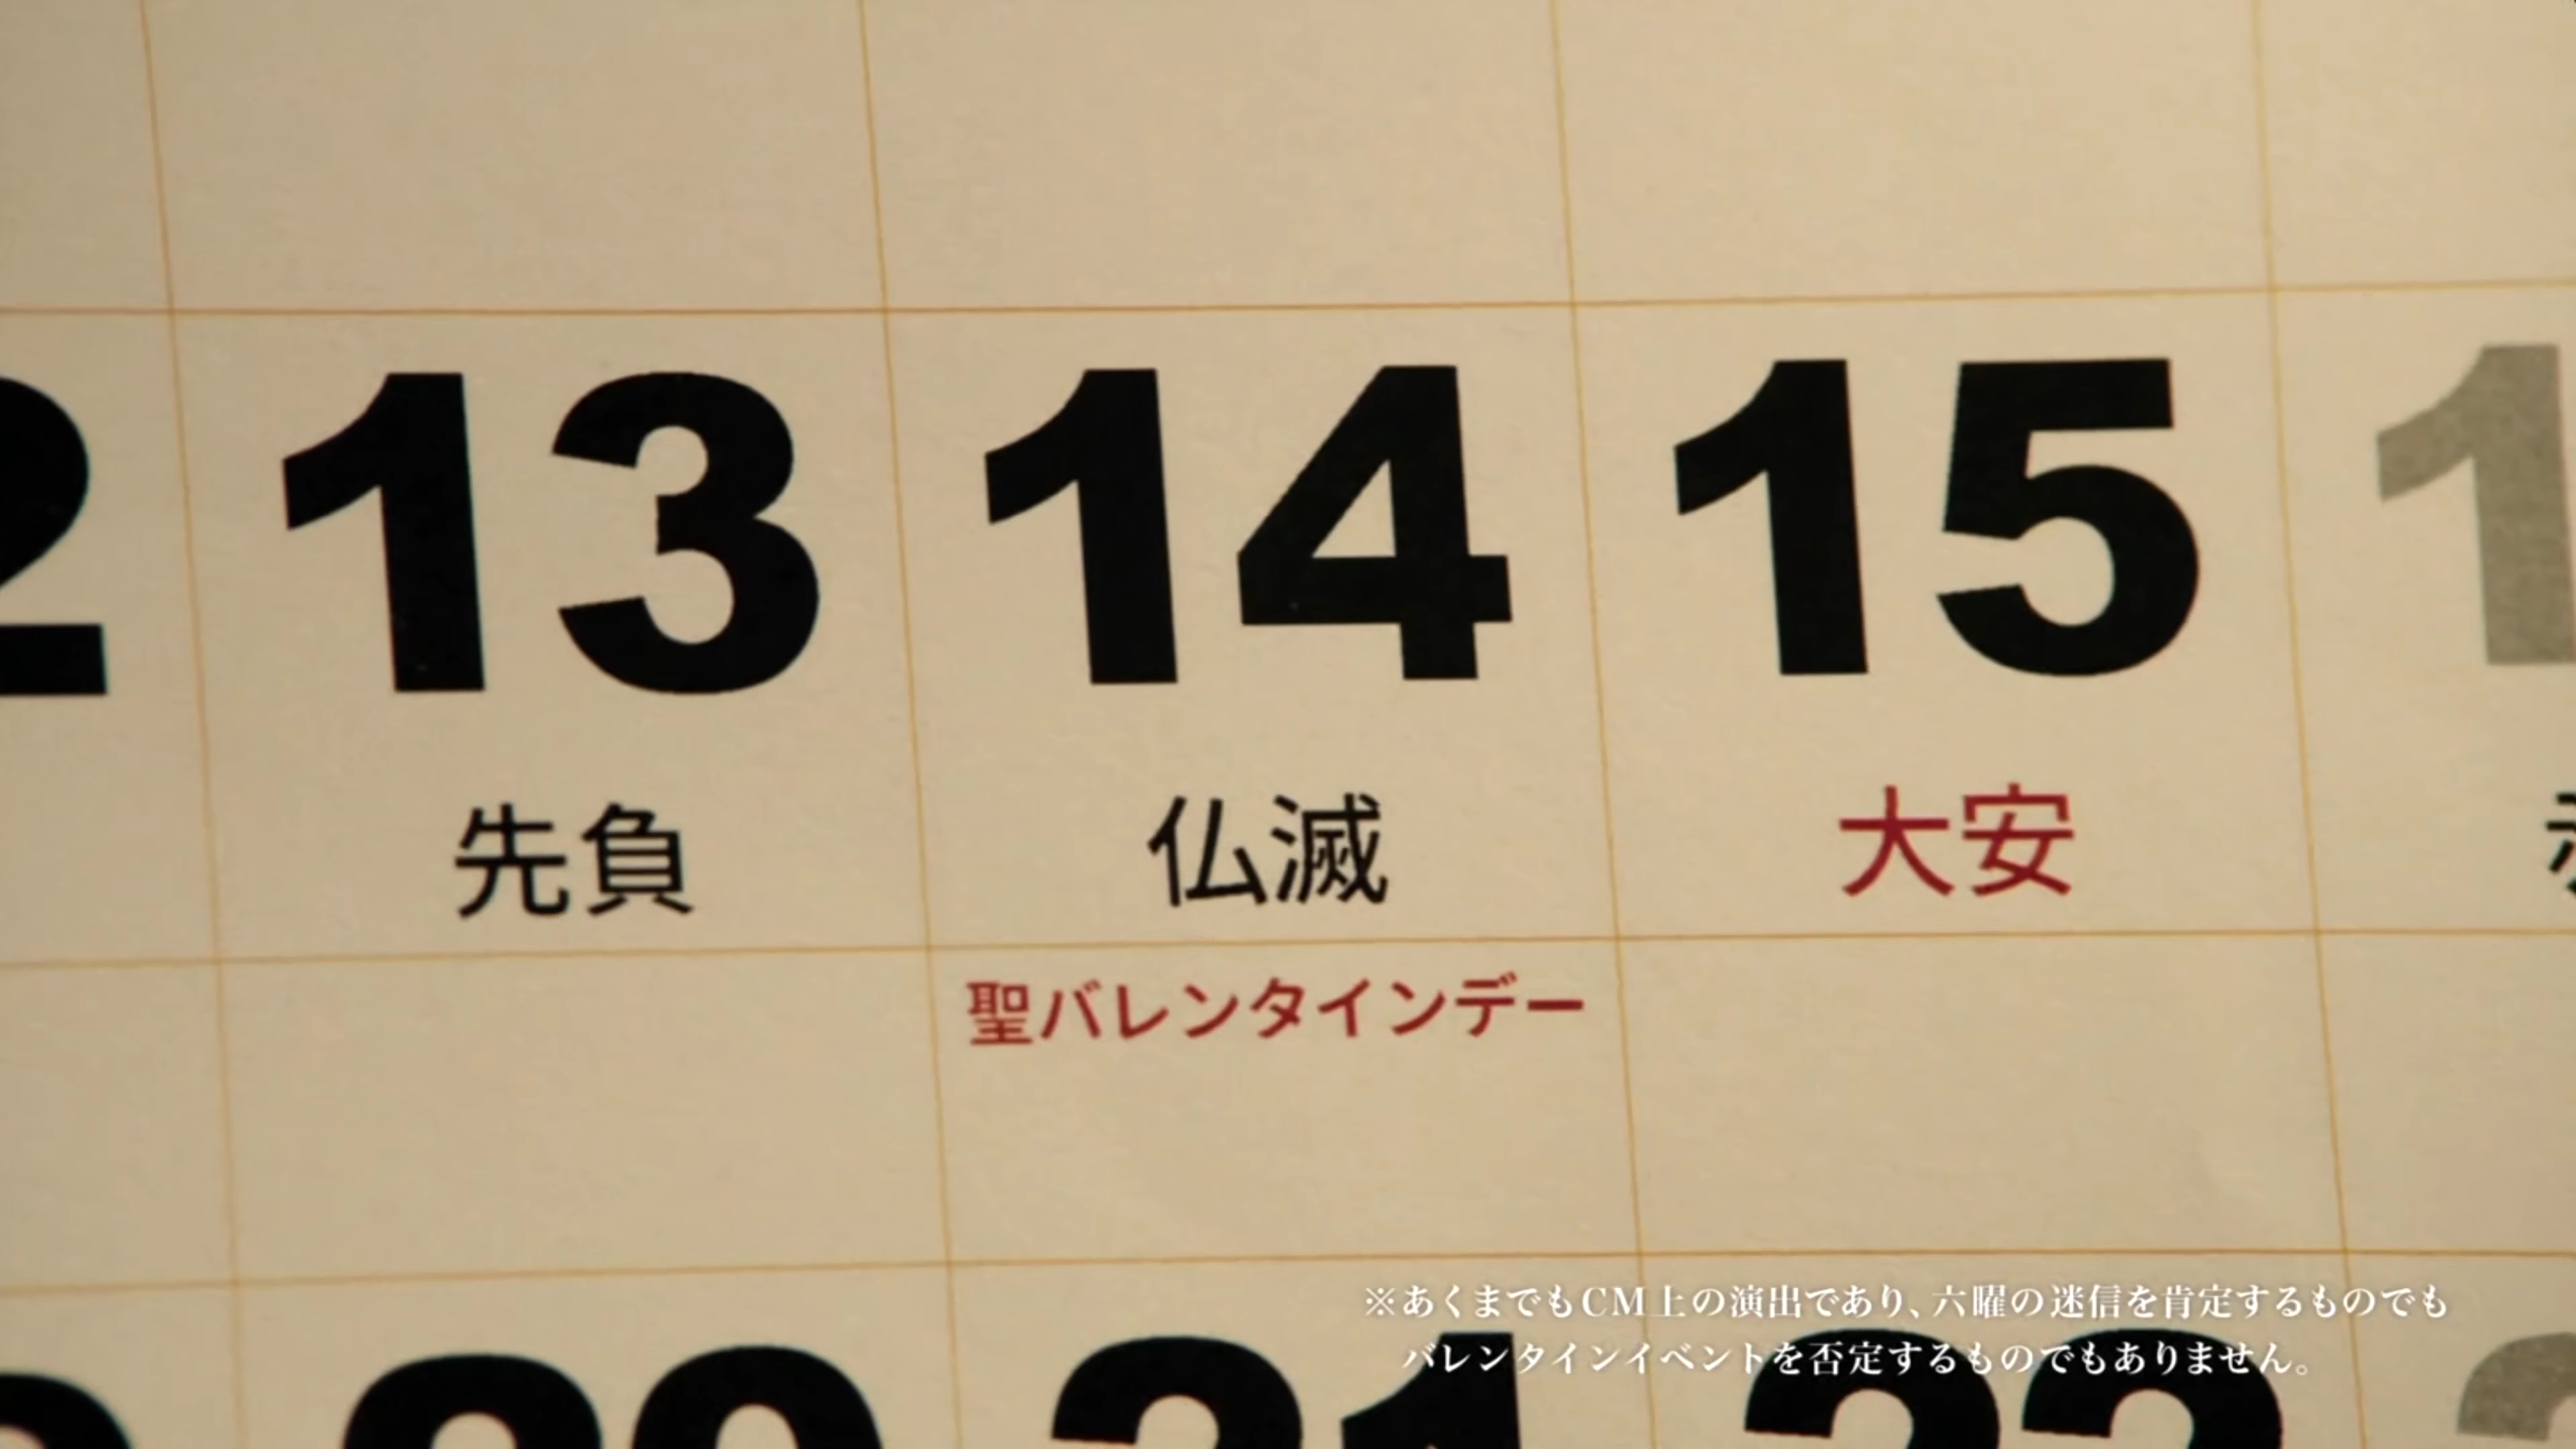 13 14 15
先負 仏滅 大安
聖バレンタインデー
※あくまでもCM上の演出であり、六曜の迷信を肯定するものでも
バレンタインイベントを否定するものでもありません。
20 21 22